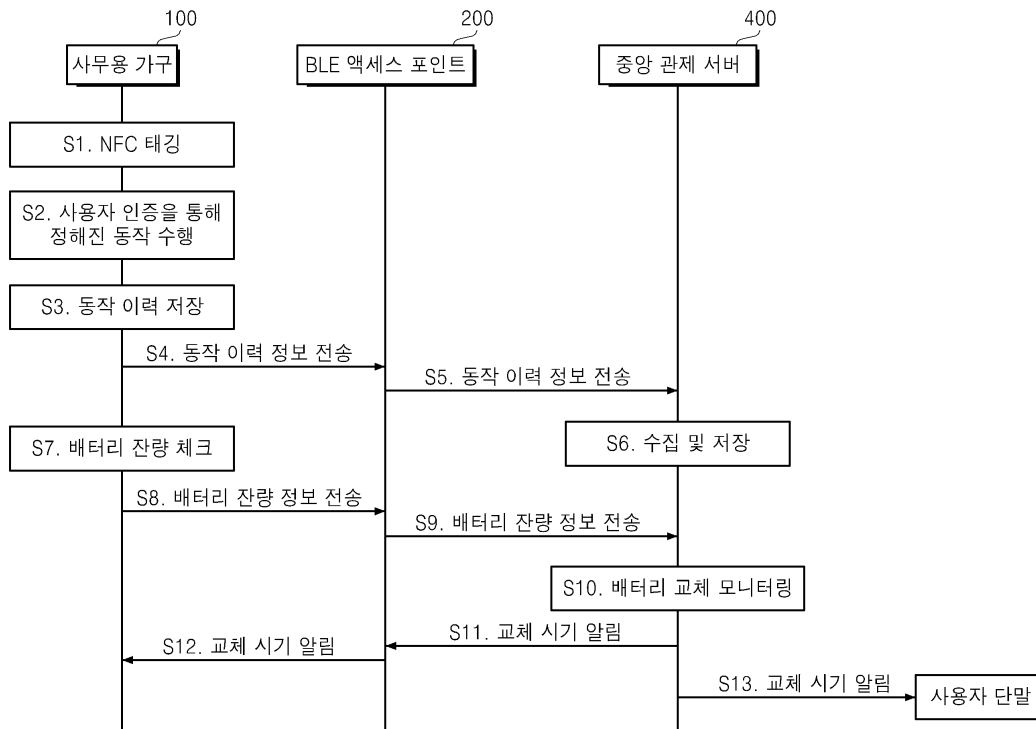 100
200
400
사무용 가구
BLE 액세스 포인트
중앙 관제 서버
S1. NFC 태깅
S2. 사용자 인증을 통해
정해진 동작 수행
S3. 동작 이력 저장
S4. 동작 이력 정보 전송
S5. 동작 이력 정보 전송
S6. 수집 및 저장
S7. 배터리 잔량 체크
S8. 배터리 잔량 정보 전송
S9. 배터리 잔량 정보 전송
S10. 배터리 교체 모니터링
S11. 교체 시기 알림
S12. 교체 시기 알림
S13. 교체 시기 알림
사용자 단말